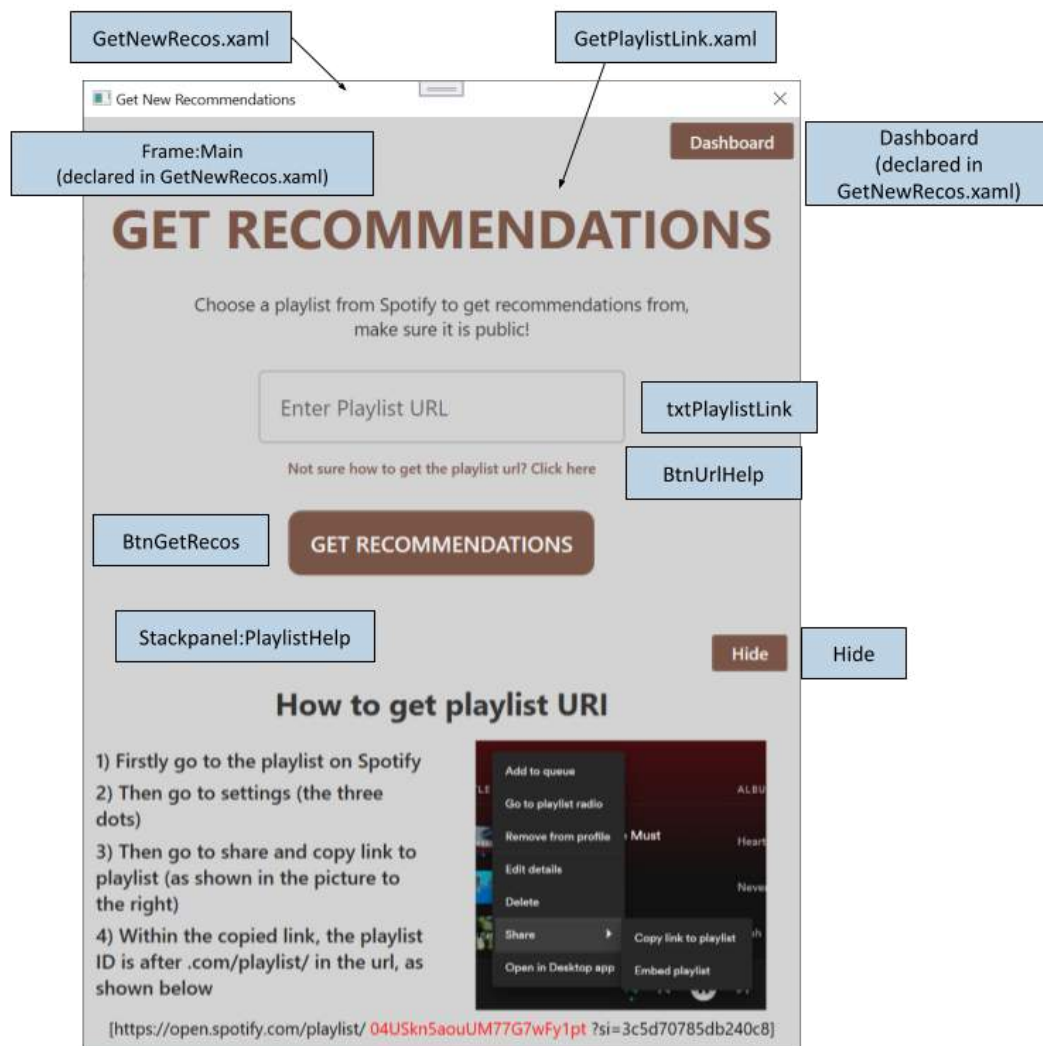 GetNewRecos.xaml
GetPlaylistLink.xaml
Get New Recommendations
Frame:Main
(declared in GetNewRecos.xaml)
Dashboard
Dashboard
(declared in
GetNewRecos.xaml)
GET RECOMMENDATIONS
Choose a playlist from Spotify to get recommendations from,
make sure it is public!
Enter Playlist URL
txtPlaylistLink
Not sure how to get the playlist url? Click here
BtnUrlHelp
BtnGetRecos
GET RECOMMENDATIONS
Stackpanel:PlaylistHelp
Hide
Hide
How to get playlist URI
1) Firstly go to the playlist on Spotify
2) Then go to settings (the three
dots)
3) Then go to share and copy link to
playlist (as shown in the picture to
the right)
4) Within the copied link, the playlist
ID is after .com/playlist/ in the url, as
shown below
Add to queue
Go to playlist radio
Remove from profile
Edit details
Delete
Share
Open in Desktop app
Copy link to playlist
Embed playlist
TLE
ALBU
Must
Heart
Never
[https://open.spotify.com/playlist/ 04USkn5aouUM77G7wFy1pt ?si=3c5d70785db240c8]